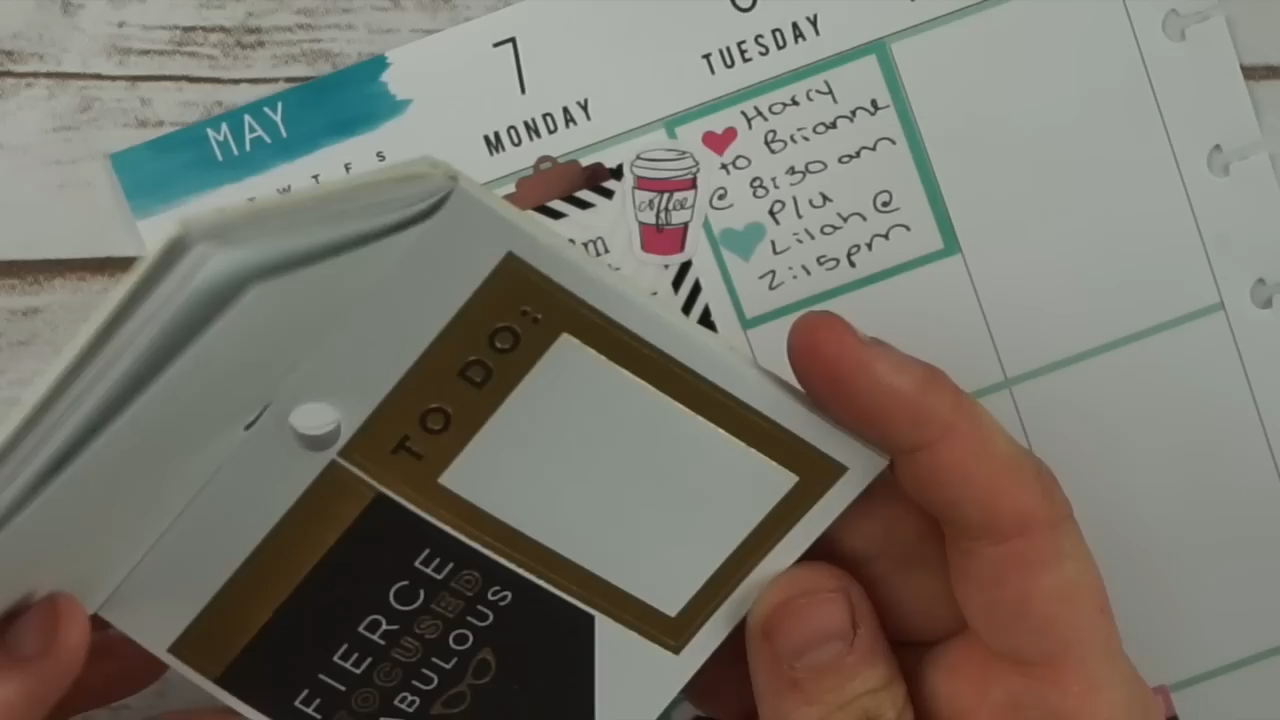 MAY
W T F S
7
MONDAY
TUESDAY
Harry
to Brianne
@ 8:30 am
P/u
Lilah @
2:15pm
coffee
TO DO:
FIERCE
FOCUSED
FABULOUS